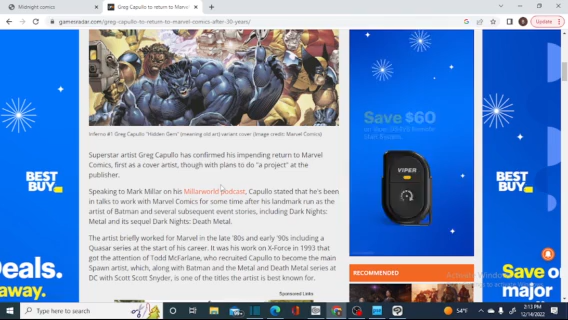 Midnight comics
Greg Capullo to return to Marvel
gamesradar.com/greg-capullo-to-return-to-marvel-comics-after-30-years/
Update
Inferno #1 Greg Capullo "Hidden Gem" (meaning old art) variant cover (Image credit: Marvel Comics)
Superstar artist Greg Capullo has confirmed his impending return to Marvel
Comics, first as a cover artist, though with plans to do "a project" at the
publisher.
Speaking to Mark Millar on his Millarworld podcast, Capullo stated that he's been
in talks to work with Marvel Comics for some time after his landmark run as the
artist of Batman and several subsequent event stories, including Dark Nights:
Metal and its sequel Dark Nights: Death Metal.
The artist briefly worked for Marvel in the late '80s and early '90s including a
Quasar series at the start of his career. It was his work on X-Force in 1993 that
got the attention of Todd McFarlane, who recruited Capullo to become the main
Spawn artist, which, along with Batman and the Metal and Death Metal series at
DC with Scott Scott Snyder, is one of the titles the artist is best known for.
Sponsored Links
BEST
BUY
Deals.
away.
Save $60
VIPER
RECOMMENDED
BEST
BUY
Activate Windows
Save on
major
Type here to search
54°F
2:13 PM
12/14/2022